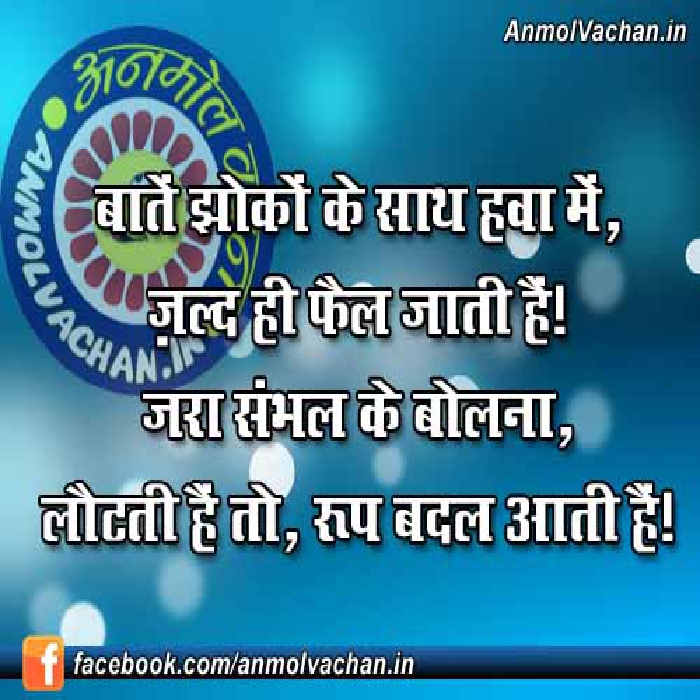 AnmolVachan.in
अनमोल वचन
ANMOLVACHAN.IN
बातें झोकों के साथ हवा में,
ज़ल्द ही फैल जाती हैं!
जरा संभल के बोलना,
लौटती हैं तो, रूप बदल आती हैं!
f facebook.com/anmolvachan.in